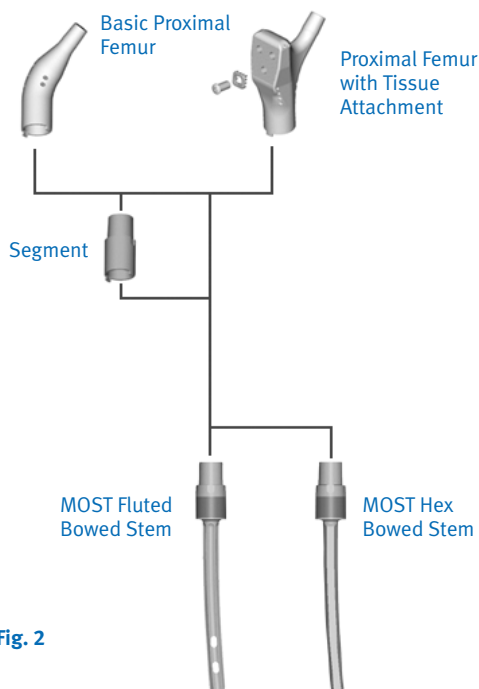 Basic Proximal
Femur
Proximal Femur
with Tissue
Attachment
Segment
MOST Fluted
Bowed Stem
MOST Hex
Bowed Stem
Fig. 2